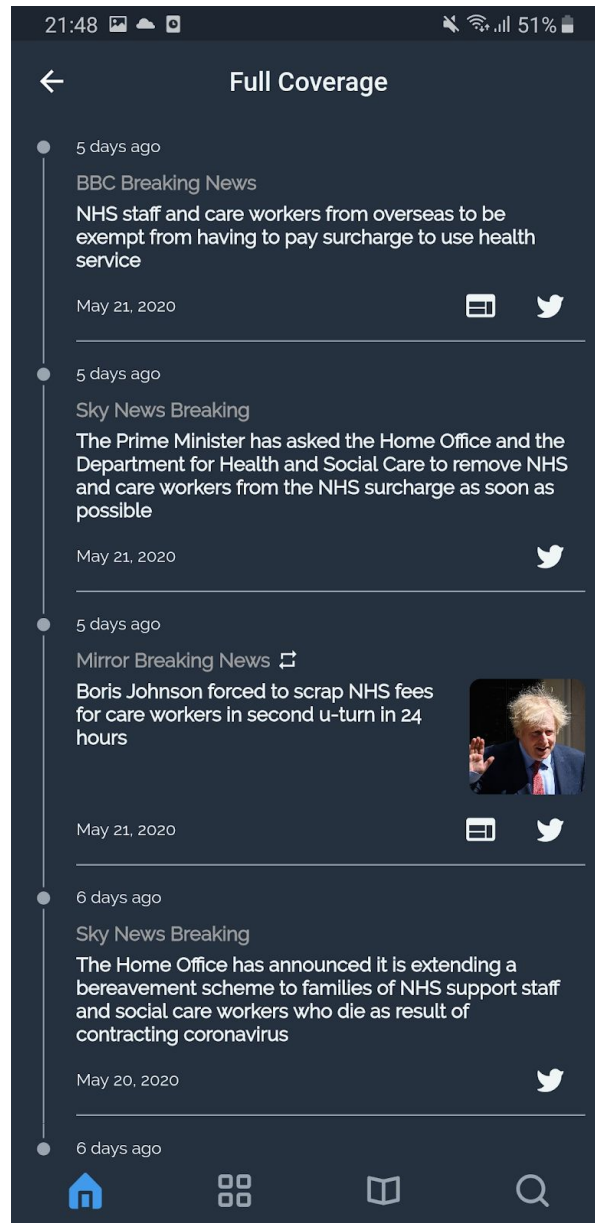 21:48 51%
Full Coverage
5 days ago
BBC Breaking News
NHS staff and care workers from overseas to be
exempt from having to pay surcharge to use health
service
May 21, 2020
5 days ago
Sky News Breaking
The Prime Minister has asked the Home Office and the
Department for Health and Social Care to remove NHS
and care workers from the NHS surcharge as soon as
possible
May 21, 2020
5 days ago
Mirror Breaking News
Boris Johnson forced to scrap NHS fees
for care workers in second u-turn in 24
hours
May 21, 2020
6 days ago
Sky News Breaking
The Home Office has announced it is extending a
bereavement scheme to families of NHS support staff
and social care workers who die as result of
contracting coronavirus
May 20, 2020
6 days ago